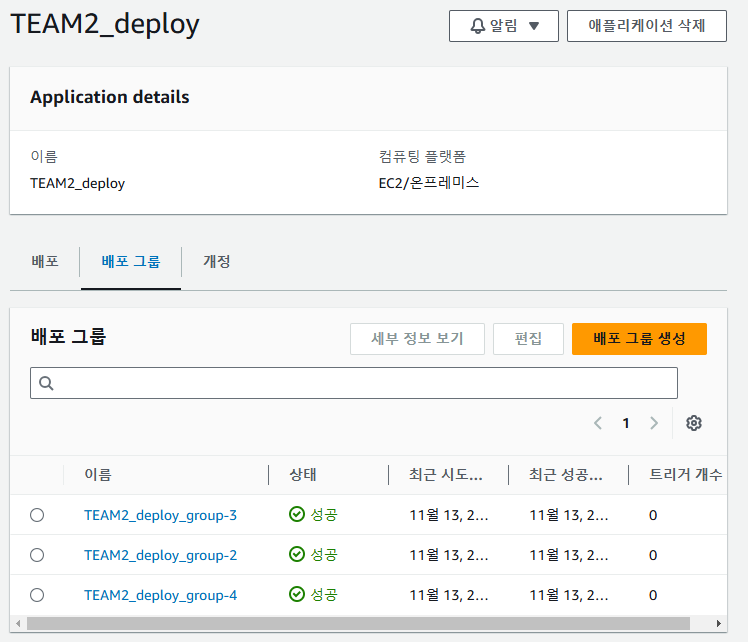 TEAM2_deploy
알림 ▼ 애플리케이션 삭제
Application details
이름 컴퓨팅 플랫폼
TEAM2_deploy EC2/온프레미스
배포 배포 그룹 개정
배포 그룹 세부 정보 보기 편집 배포 그룹 생성
1
이름 상태 최근 시도... 최근 성공... 트리거 개수
TEAM2_deploy_group-3 성공 11월 13, 2... 11월 13, 2... 0
TEAM2_deploy_group-2 성공 11월 13, 2... 11월 13, 2... 0
TEAM2_deploy_group-4 성공 11월 13, 2... 11월 13, 2... 0